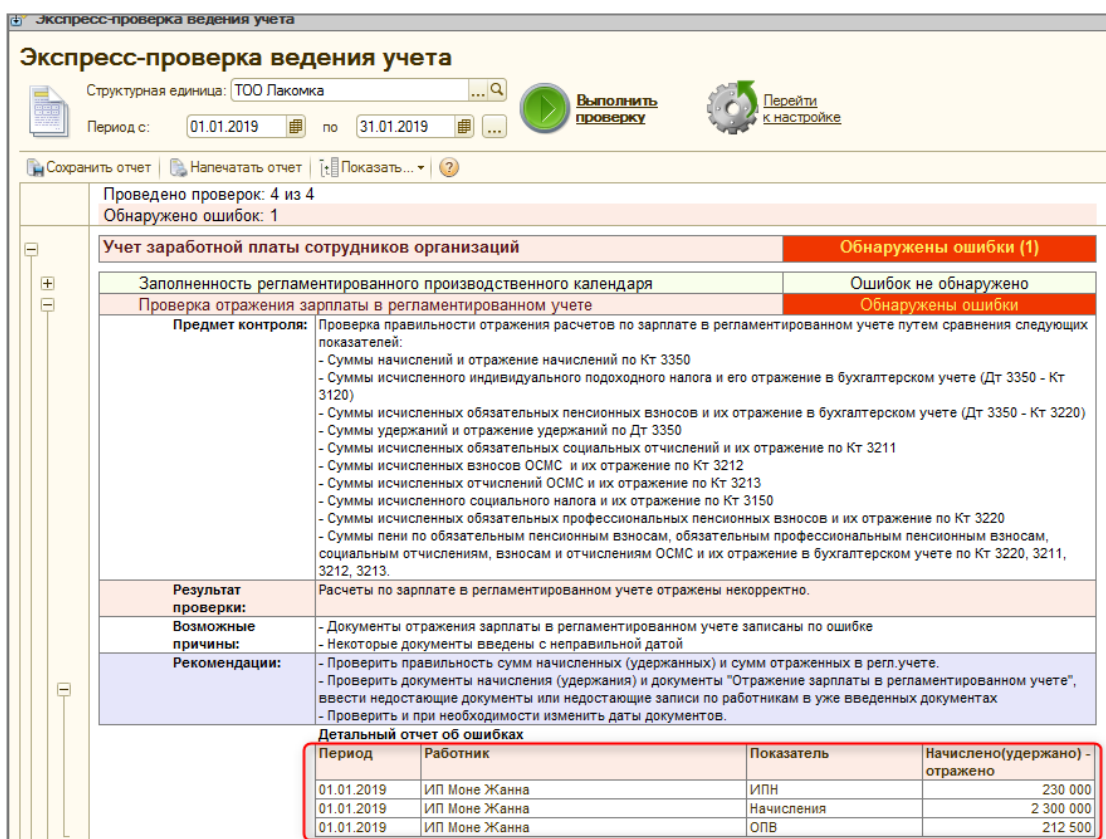 Экспресс-проверка ведения учета
Экспресс-проверка ведения учета
Структурная единица: ТОО Лакомка ...
Выполнить проверку
Перейти к настройке
Период с: 01.01.2019 по 31.01.2019 ...
Сохранить отчет Напечатать отчет Показать... ?
Проведено проверок: 4 из 4
Обнаружено ошибок: 1
Учет заработной платы сотрудников организаций Обнаружены ошибки (1)
Заполненность регламентированного производственного календаря Ошибок не обнаружено
Проверка отражения зарплаты в регламентированном учете Обнаружены ошибки
Предмет контроля: Проверка правильности отражения расчетов по зарплате в регламентированном учете путем сравнения следующих
показателей:
- Суммы начислений и отражение начислений по Кт 3350
- Суммы исчисленного индивидуального подоходного налога и его отражение в бухгалтерском учете (Дт 3350 - Кт
3120)
- Суммы исчисленных обязательных пенсионных взносов и их отражение в бухгалтерском учете (Дт 3350 - Кт 3220)
- Суммы удержаний и отражение удержаний по Дт 3350
- Суммы исчисленных обязательных социальных отчислений и их отражение по Кт 3211
- Суммы исчисленных взносов ОСМС и их отражение по Кт 3212
- Суммы исчисленных отчислений ОСМС и их отражение по Кт 3213
- Суммы исчисленного социального налога и их отражение по Кт 3150
- Суммы исчисленных обязательных профессиональных пенсионных взносов и их отражение по Кт 3220
- Суммы пени по обязательным пенсионным взносам, обязательным профессиональным пенсионным взносам,
социальным отчислениям, взносам и отчислениям ОСМС и их отражение в бухгалтерском учете по Кт 3220, 3211,
3212, 3213.
Результат проверки: Расчеты по зарплате в регламентированном учете отражены некорректно.
Возможные причины: - Документы отражения зарплаты в регламентированном учете записаны по ошибке
- Некоторые документы введены с неправильной датой
Рекомендации: - Проверить правильность сумм начисленных (удержанных) и сумм отраженных в регл.учете.
- Проверить документы начисления (удержания) и документы "Отражение зарплаты в регламентированном учете",
ввести недостающие документы или недостающие записи по работникам в уже введенных документах
- Проверить и при необходимости изменить даты документов.
Детальный отчет об ошибках
Период Работник Показатель Начислено(удержано) -
отражено
01.01.2019 ИП Моне Жанна ИПН 230 000
01.01.2019 ИП Моне Жанна Начисления 2 300 000
01.01.2019 ИП Моне Жанна ОПВ 212 500